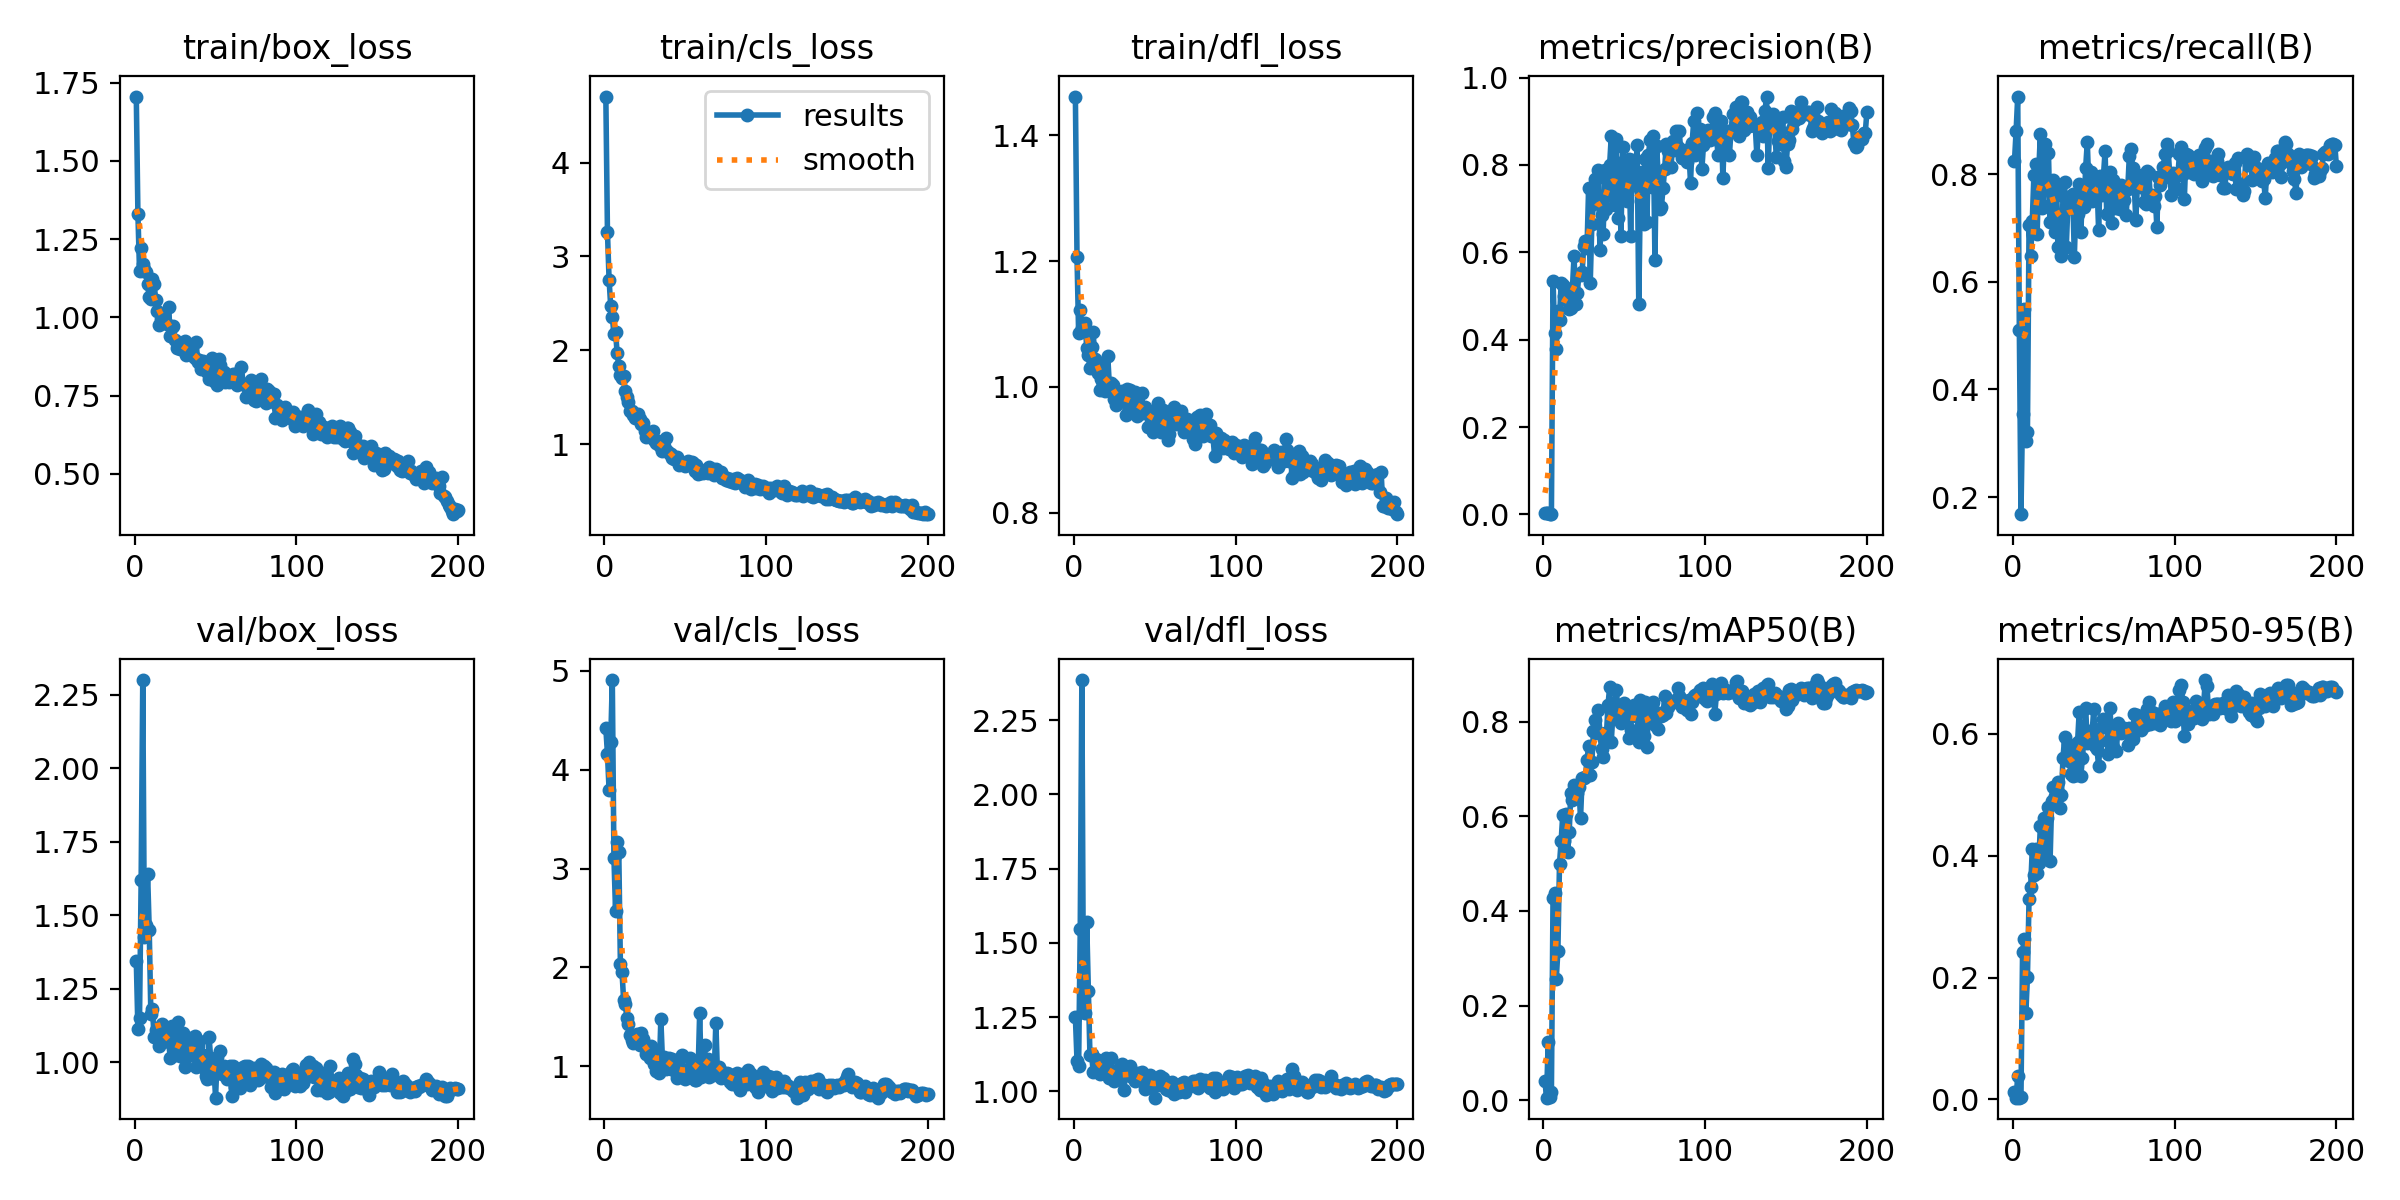 train/box_loss
1.75
1.50
1.25
1.00
0.75
0.50
0 100 200
train/cls_loss
results
smooth
4
3
2
1
0 100 200
train/dfl_loss
1.4
1.2
1.0
0.8
0 100 200
metrics/precision(B)
1.0
0.8
0.6
0.4
0.2
0.0
0 100 200
metrics/recall(B)
0.8
0.6
0.4
0.2
0 100 200
val/box_loss
2.25
2.00
1.75
1.50
1.25
1.00
0 100 200
val/cls_loss
5
4
3
2
1
0 100 200
val/dfl_loss
2.25
2.00
1.75
1.50
1.25
1.00
0 100 200
metrics/mAP50(B)
0.8
0.6
0.4
0.2
0.0
0 100 200
metrics/mAP50-95(B)
0.6
0.4
0.2
0.0
0 100 200